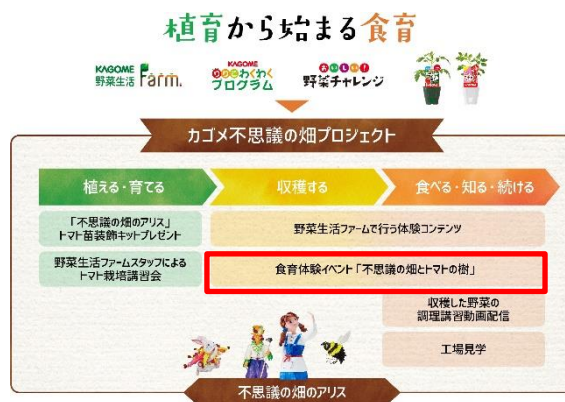 植育から始まる食育
KAGOME
野菜生活 Farm.
KAGOME
りりこわくわく
プログラム
おいしい!
野菜チャレンジ
カゴメ不思議の畑プロジェクト
植える・育てる
収穫する
食べる・知る・続ける
「不思議の畑のアリス」
トマト苗装飾キットプレゼント
野菜生活ファームで行う体験コンテンツ
野菜生活ファームスタッフによる
トマト栽培講習会
食育体験イベント「不思議の畑とトマトの樹」
収穫した野菜の
調理講習動画配信
工場見学
不思議の畑のアリス